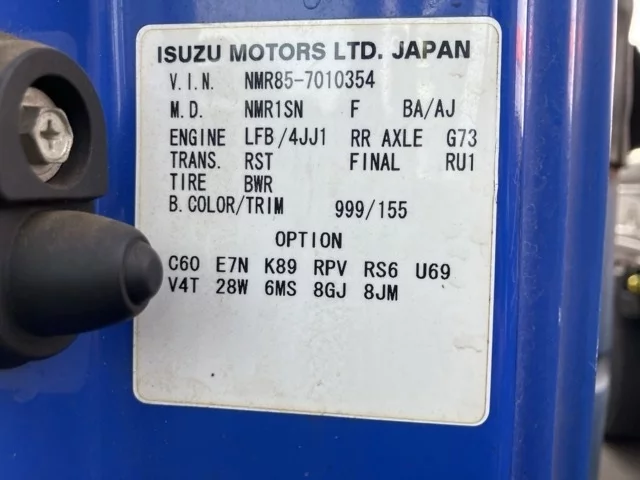 ISUZU MOTORS LTD. JAPAN
V.I.N. NMR85-7010354
M.D. NMR1SN F BA/AJ
ENGINE LFB/4JJ1 RR AXLE G73
TRANS. RST FINAL RU1
TIRE BWR
B.COLOR/TRIM 999/155
OPTION
C60 E7N K89 RPV RS6 U69
V4T 28W 6MS 8GJ 8JM